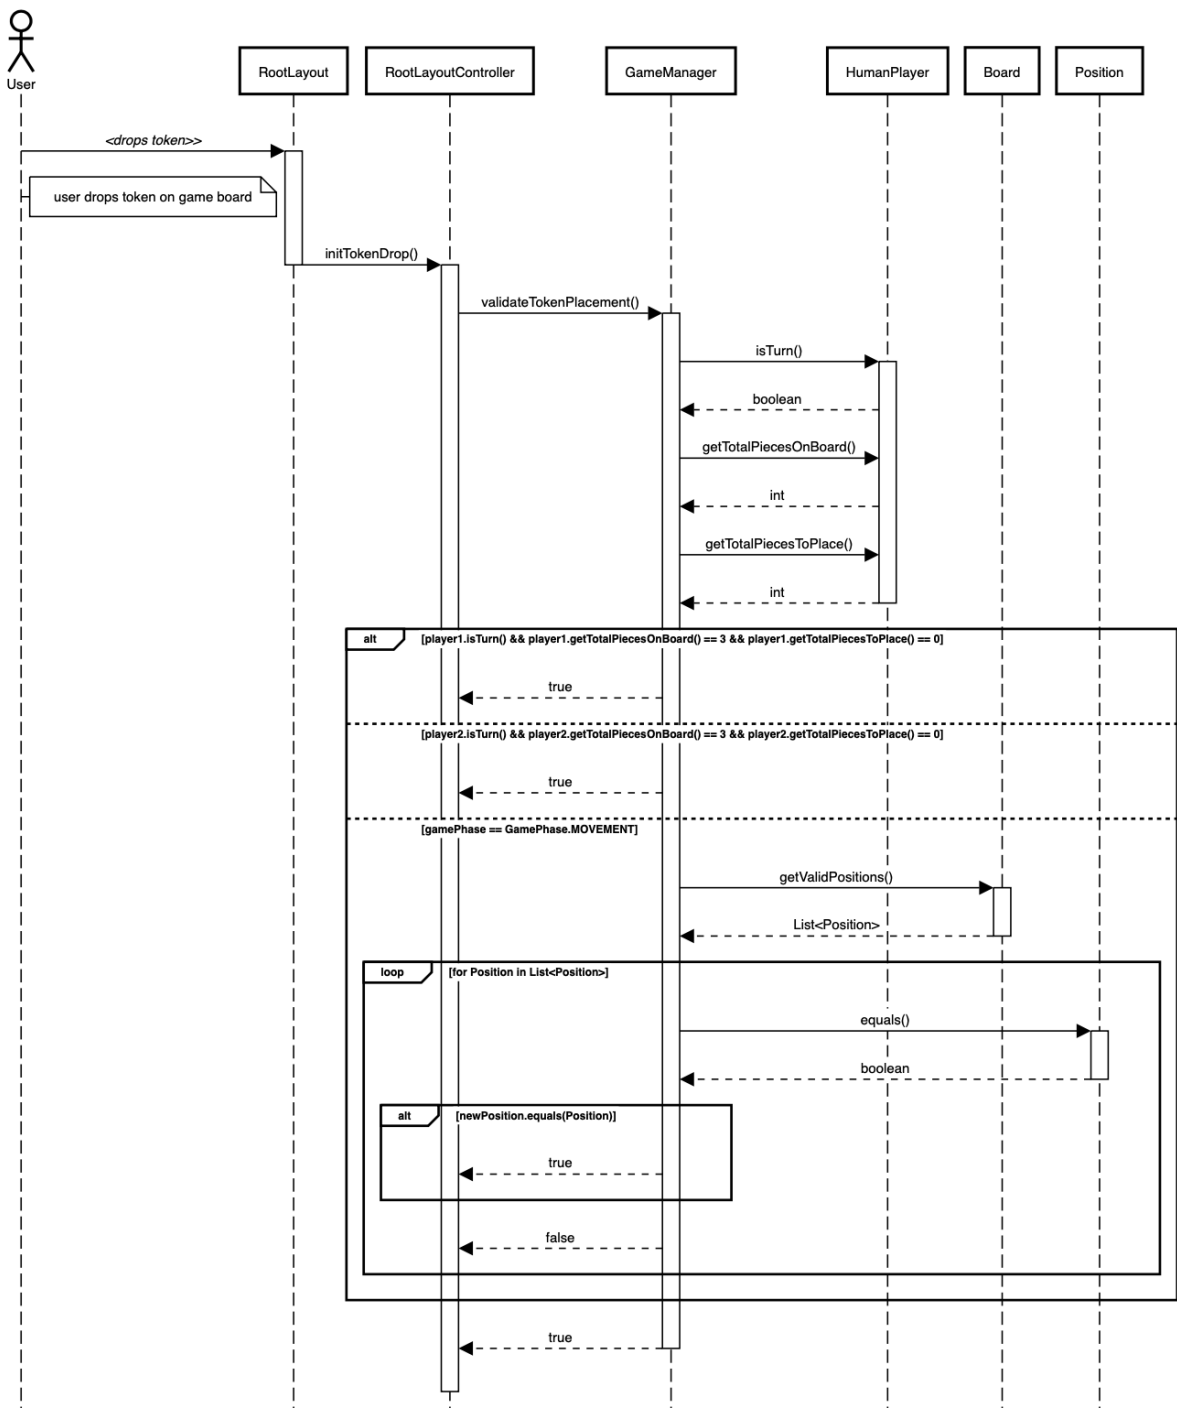 User
RootLayout
RootLayoutController
GameManager
HumanPlayer
Board
Position
<drops token>>
user drops token on game board
initTokenDrop()
validateTokenPlacement()
isTurn()
boolean
getTotalPiecesOnBoard()
int
getTotalPiecesToPlace()
int
alt
[player1.isTurn() && player1.getTotalPiecesOnBoard() == 3 && player1.getTotalPiecesToPlace() == 0]
true
[player2.isTurn() && player2.getTotalPiecesOnBoard() == 3 && player2.getTotalPiecesToPlace() == 0]
true
[gamePhase == GamePhase.MOVEMENT]
getValidPositions()
List<Position>
loop
[for Position in List<Position>]
equals()
boolean
alt
[newPosition.equals(Position)]
true
false
true